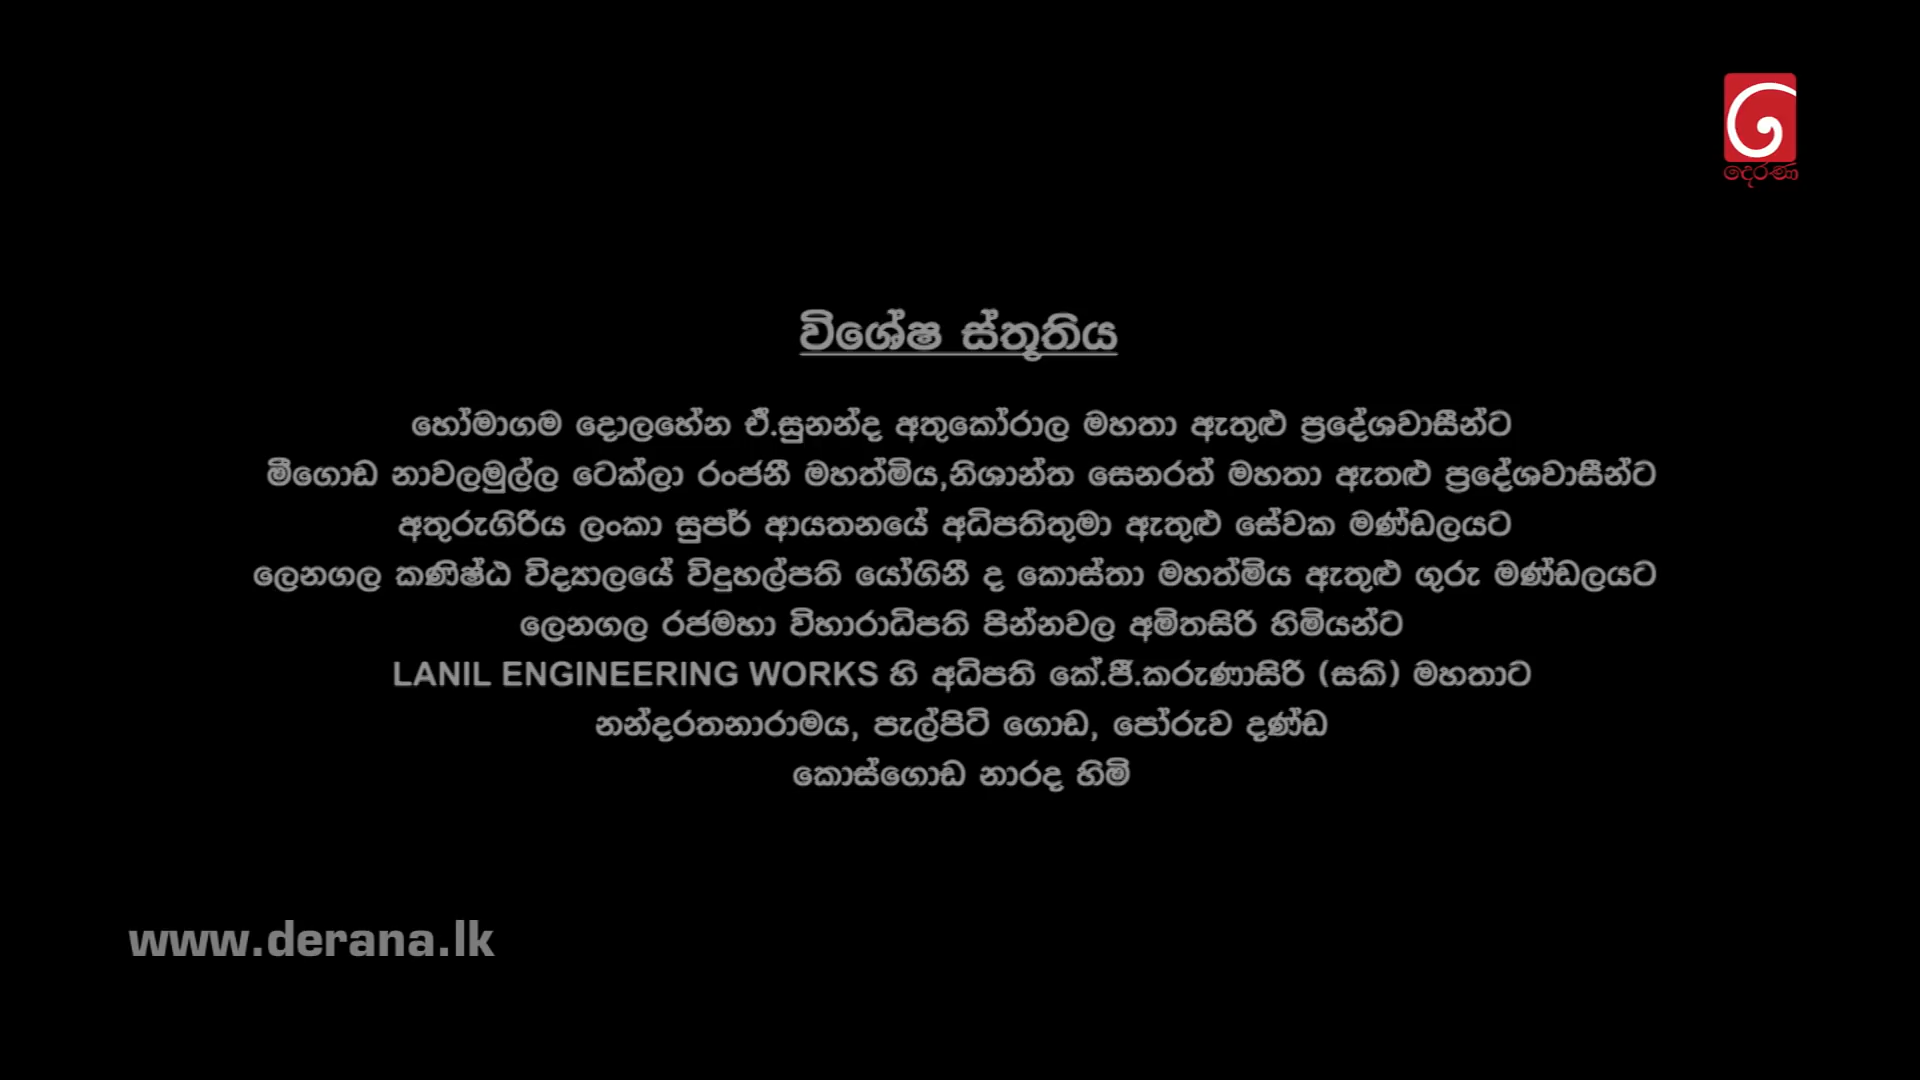 දෙරණ
විශේෂ ස්තූතිය
හෝමාගම දොලහේන ඒ.සුනන්ද අතුකෝරාල මහතා ඇතුළු ප්‍රදේශවාසීන්ට
මීගොඩ නාවලමුල්ල ටෙක්ලා රංජනී මහත්මිය,නිශාන්ත සෙනරත් මහතා ඇතළු ප්‍රදේශවාසීන්ට
අතුරුගිරිය ලංකා සුපර් ආයතනයේ අධිපතිතුමා ඇතුළු සේවක මණ්ඩලයට
ලෙනගල කණිෂ්ඨ විද්‍යාලයේ විදුහල්පති යෝගිනී ද කොස්තා මහත්මිය ඇතුළු ගුරු මණ්ඩලයට
ලෙනගල රජමහා විහාරාධිපති පින්නවල අමිතසිරි හිමියන්ට
LANIL ENGINEERING WORKS හි අධිපති කේ.ජී.කරුණාසිරි (සකි) මහතාට
නන්දරතනාරාමය, පැල්පිටි ගොඩ, පෝරුව දණ්ඩ
කොස්ගොඩ නාරද හිමි
www.derana.lk